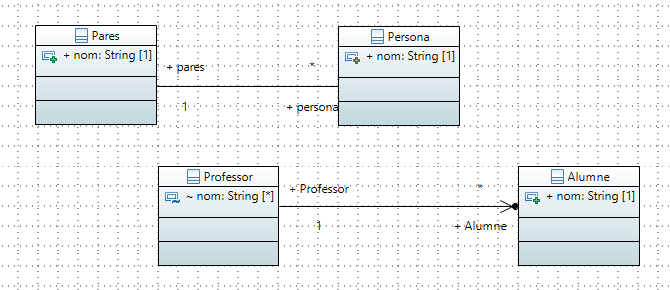 Pares
+ nom: String [1]
Persona
+ nom: String [1]
+ pares
*
1
+ persona
Professor
~ nom: String [*]
Alumne
+ nom: String [1]
+ Professor
*
1
+ Alumne